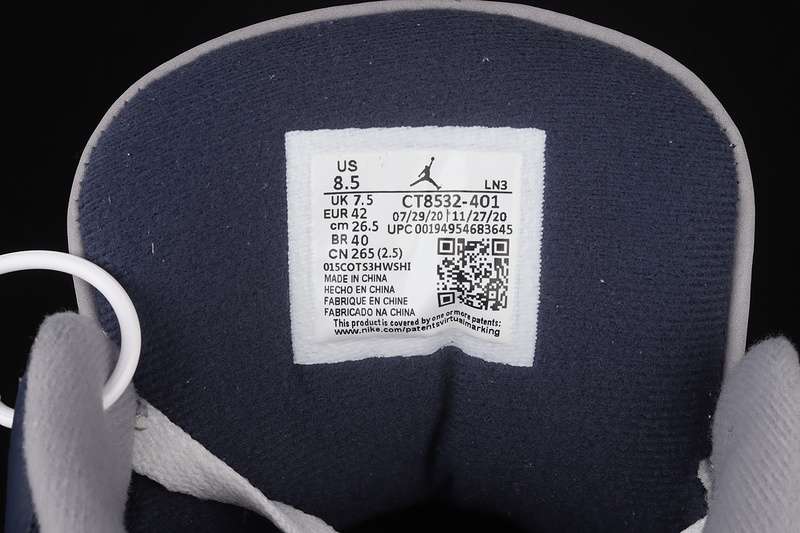 US
8.5
LN3
UK 7.5
EUR 42
cm 26.5
BR 40
CN 265 (2.5)
CT8532-401
07/29/20 11/27/20
UPC 00194954683645
015COTS3HWSHI
MADE IN CHINA
HECHO EN CHINA
FABRIQUE EN CHINE
FABRICADO NA CHINA
This product is covered by one or more patents:
www.nike.com/patentsvirtualmarking